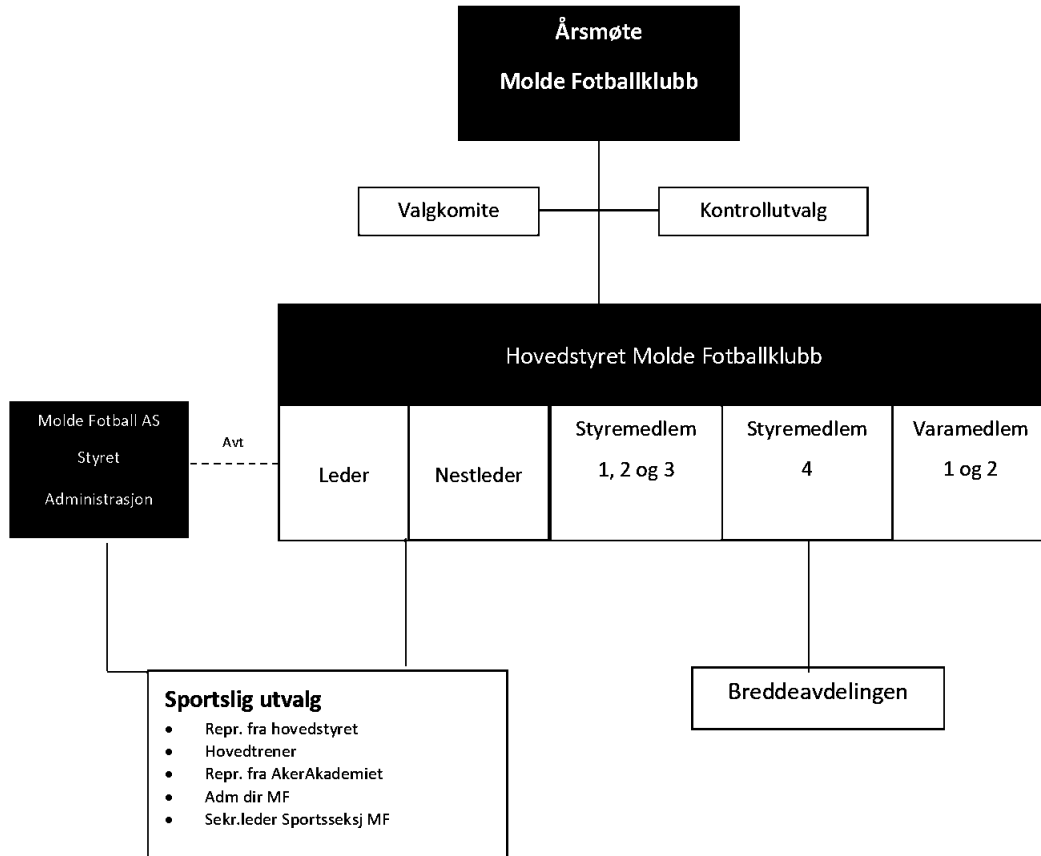 Årsmøte
Molde Fotballklubb
Valgkomite
Kontrollutvalg
Hovedstyret Molde Fotballklubb
Molde Fotball AS
Styret
Administrasjon
Avt
Leder
Nestleder
Styremedlem
1, 2 og 3
Styremedlem
4
Varamedlem
1 og 2
Sportslig utvalg
• Repr. fra hovedstyret
• Hovedtrener
• Repr. fra AkerAkademiet
• Adm dir MF
• Sekr.leder Sportsseksj MF
Breddeavdelingen